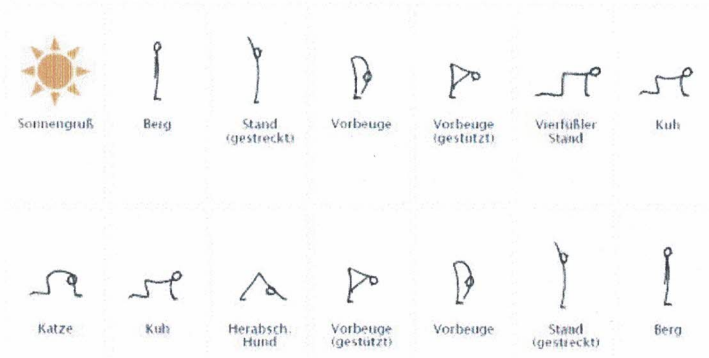 Sonnengruß
Berg
Stand
(gestreckt)
Vorbeuge
Vorbeuge
(gestützt)
Vierfüßler
Stand
Kuh
Katze
Kuh
Herabsch.
Hund
Vorbeuge
(gestützt)
Vorbeuge
Stand
(gestreckt)
Berg